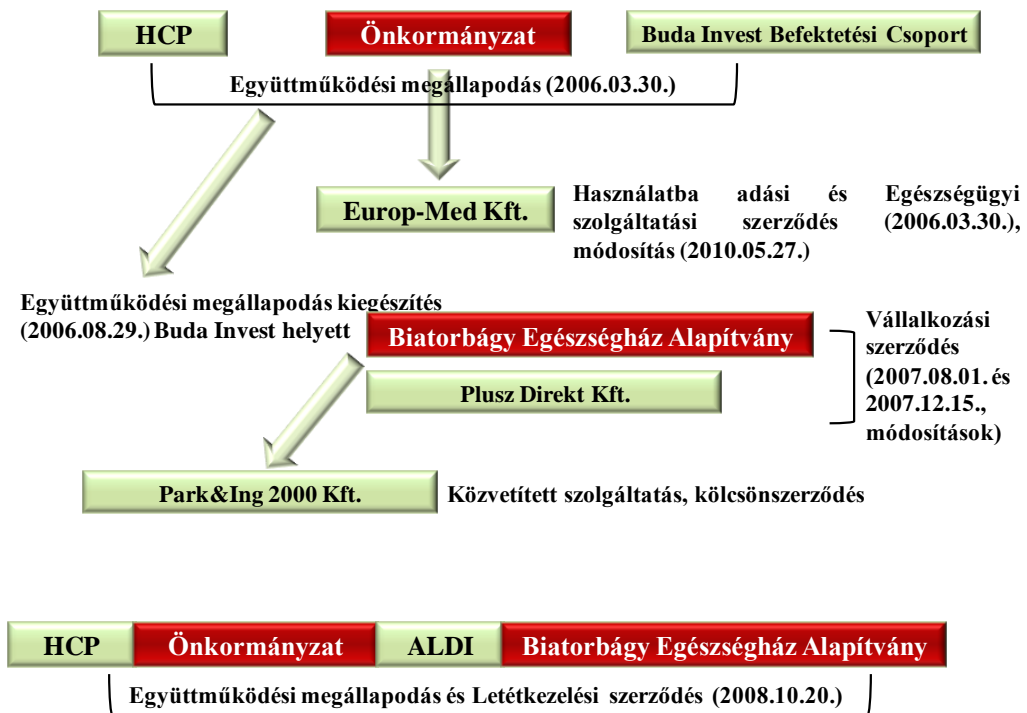 HCP
Önkormányzat
Buda Invest Befektetési Csoport
Együttműködési megállapodás (2006.03.30.)
Europ-Med Kft.
Használatba adási és Egészségügyi
szolgáltatási szerződés (2006.03.30.),
módosítás (2010.05.27.)
Együttműködési megállapodás kiegészítés
(2006.08.29.) Buda Invest helyett
Biatorbágy Egészségház Alapítvány
Plusz Direkt Kft.
Vállalkozási
szerződés
(2007.08.01. és
2007.12.15.,
módosítások)
Park&Ing 2000 Kft.
Közvetített szolgáltatás, kölcsönszerződés
HCP
Önkormányzat
ALDI
Biatorbágy Egészségház Alapítvány
Együttműködési megállapodás és Letétkezelési szerződés (2008.10.20.)